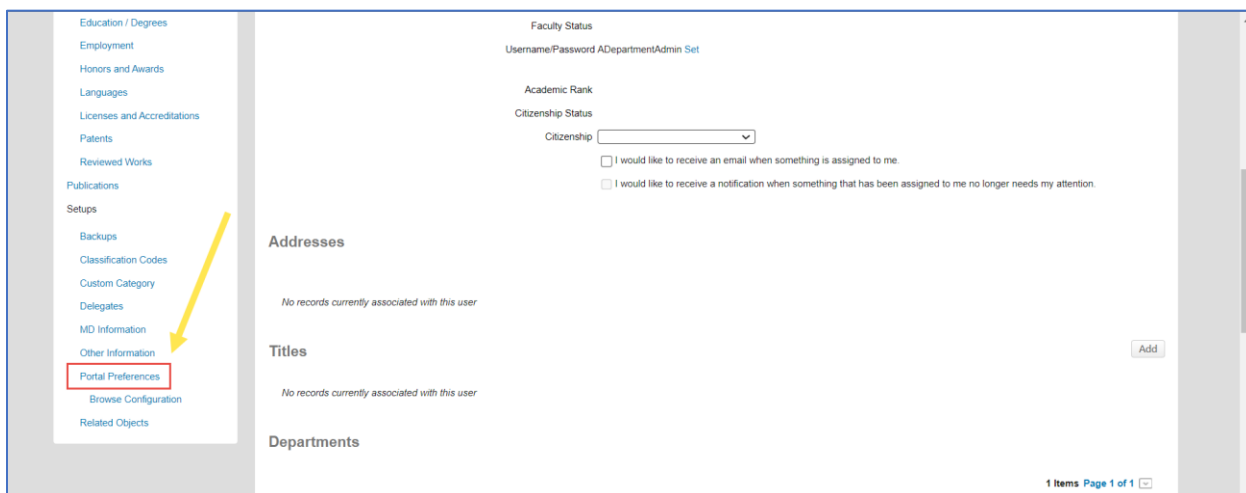 Education / Degrees
Employment
Honors and Awards
Languages
Licenses and Accreditations
Patents
Reviewed Works
Publications
Setups
Backups
Classification Codes
Custom Category
Delegates
MD Information
Other Information
Portal Preferences
Browse Configuration
Related Objects
Faculty Status
Username/Password ADepartmentAdmin Set
Academic Rank
Citizenship Status
Citizenship
I would like to receive an email when something is assigned to me.
I would like to receive a notification when something that has been assigned to me no longer needs my attention.
Addresses
No records currently associated with this user
Titles
Add
No records currently associated with this user
Departments
1 Items Page 1 of 1